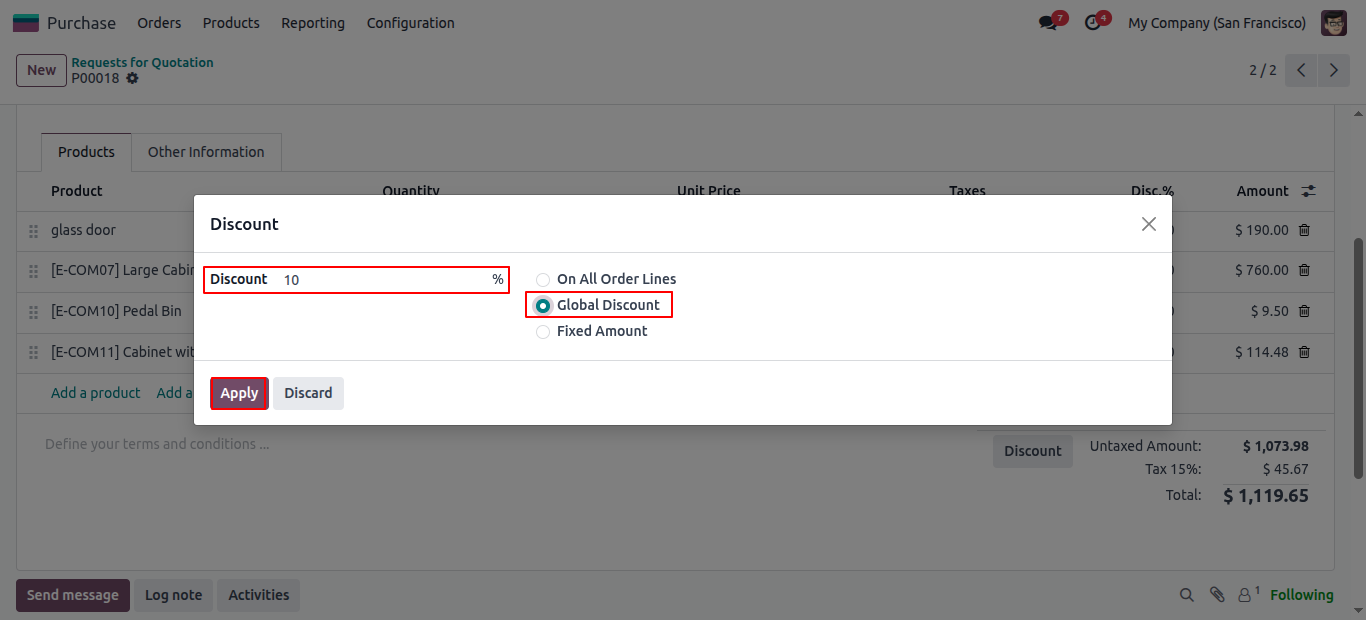 Purchase Orders Products Reporting Configuration 7 4 My Company (San Francisco)
New Requests for Quotation
P00018 2 / 2
Products Other Information
Product Quantity Unit Price Taxes Disc.% Amount
glass door $ 190.00
[E-COM07] Large Cabin $ 760.00
[E-COM10] Pedal Bin $ 9.50
[E-COM11] Cabinet wit $ 114.48
Add a product Add a
Discount
Discount 10 % On All Order Lines
Global Discount
Fixed Amount
Apply Discard
Define your terms and conditions ...
Discount Untaxed Amount: $ 1,073.98
Tax 15%: $ 45.67
Total: $ 1,119.65
Send message Log note Activities 1 Following